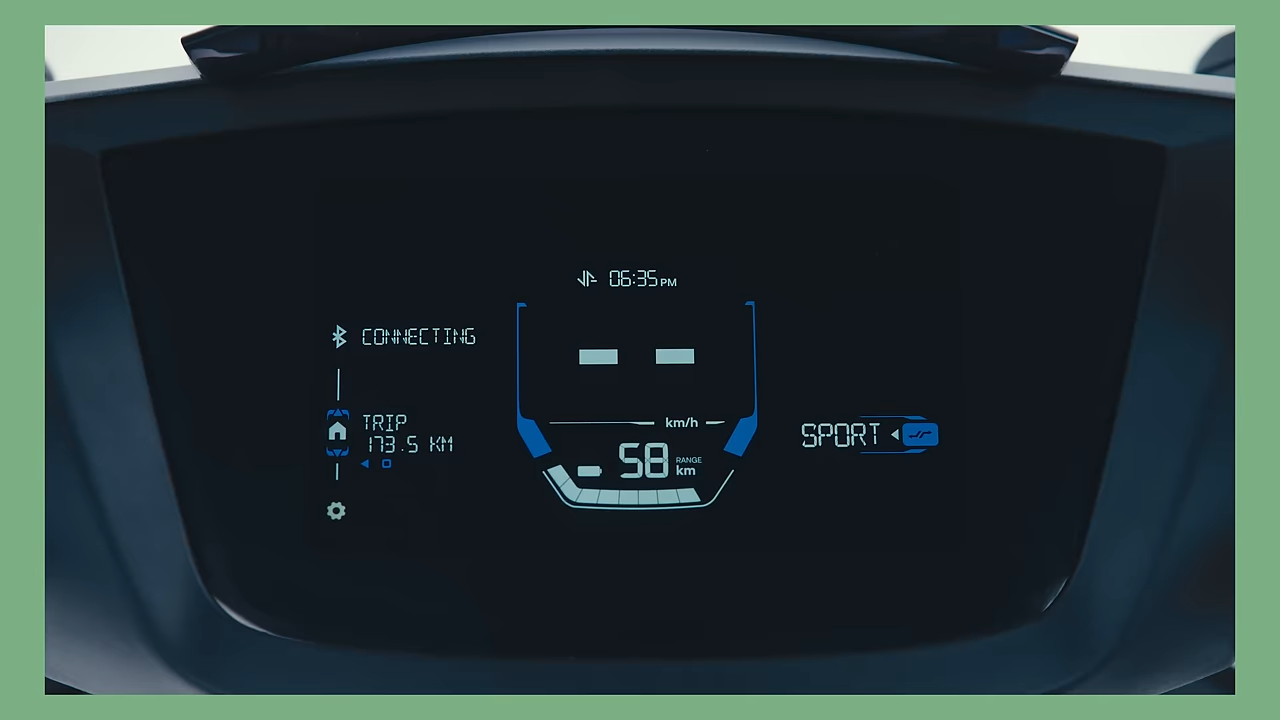 06:35 PM
CONNECTING
TRIP
173.5 KM
km/h
58 RANGE km
SPORT